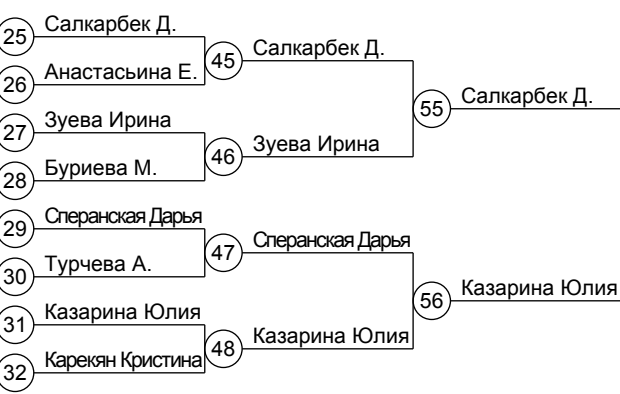 25 Салкарбек Д.
26 Анастасьина Е.
45 Салкарбек Д.
27 Зуева Ирина
28 Буриева М.
46 Зуева Ирина
55 Салкарбек Д.
29 Сперанская Дарья
30 Турчева А.
47 Сперанская Дарья
31 Казарина Юлия
32 Карекян Кристина
48 Казарина Юлия
56 Казарина Юлия